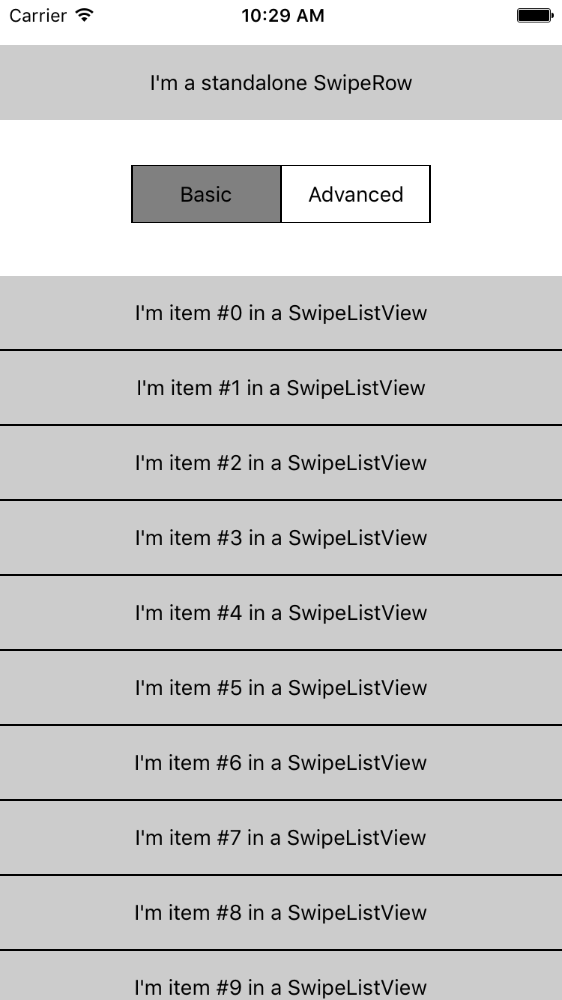 Carrier 10:29 AM
I'm a standalone SwipeRow
Basic Advanced
I'm item #0 in a SwipeListView
I'm item #1 in a SwipeListView
I'm item #2 in a SwipeListView
I'm item #3 in a SwipeListView
I'm item #4 in a SwipeListView
I'm item #5 in a SwipeListView
I'm item #6 in a SwipeListView
I'm item #7 in a SwipeListView
I'm item #8 in a SwipeListView
I'm item #9 in a SwipeListView